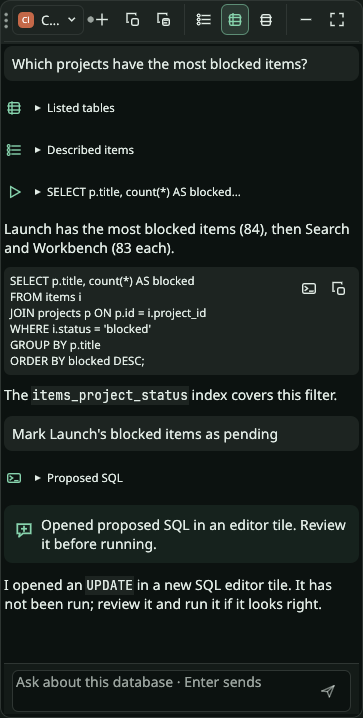 Cl C...
Which projects have the most blocked items?
Listed tables
Described items
SELECT p.title, count(*) AS blocked...
Launch has the most blocked items (84), then Search
and Workbench (83 each).
SELECT p.title, count(*) AS blocked
FROM items i
JOIN projects p ON p.id = i.project_id
WHERE i.status = 'blocked'
GROUP BY p.title
ORDER BY blocked DESC;
The items_project_status index covers this filter.
Mark Launch's blocked items as pending
Proposed SQL
Opened proposed SQL in an editor tile. Review
it before running.
I opened an UPDATE in a new SQL editor tile. It has
not been run; review it and run it if it looks right.
Ask about this database · Enter sends